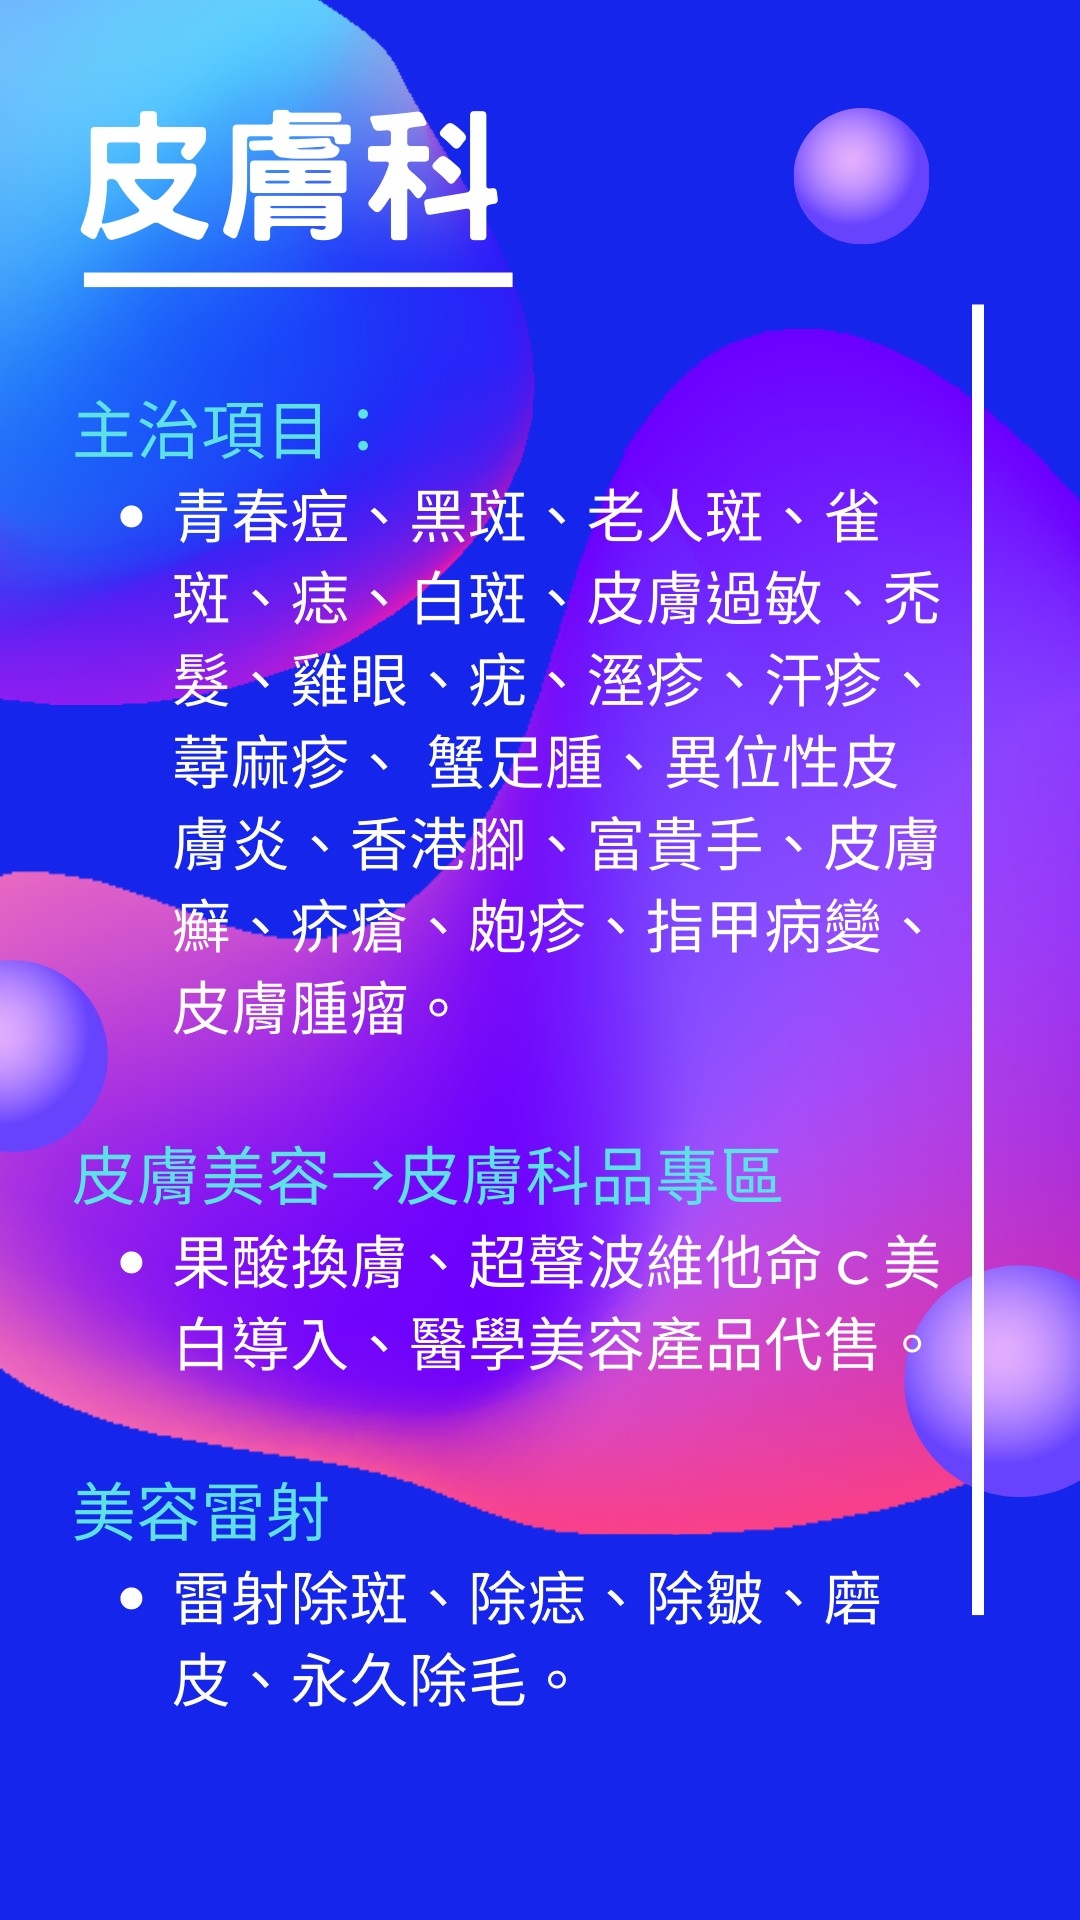 皮膚科
主治項目：
• 青春痘、黑斑、老人斑、雀
斑、痣、白斑、皮膚過敏、禿
髮、雞眼、疣、溼疹、汗疹、
蕁麻疹、 蟹足腫、異位性皮
膚炎、香港腳、富貴手、皮膚
癬、疥瘡、皰疹、指甲病變、
皮膚腫瘤。
皮膚美容→皮膚科品專區
• 果酸換膚、超聲波維他命ｃ美
白導入、醫學美容產品代售。
美容雷射
• 雷射除斑、除痣、除皺、磨
皮、永久除毛。